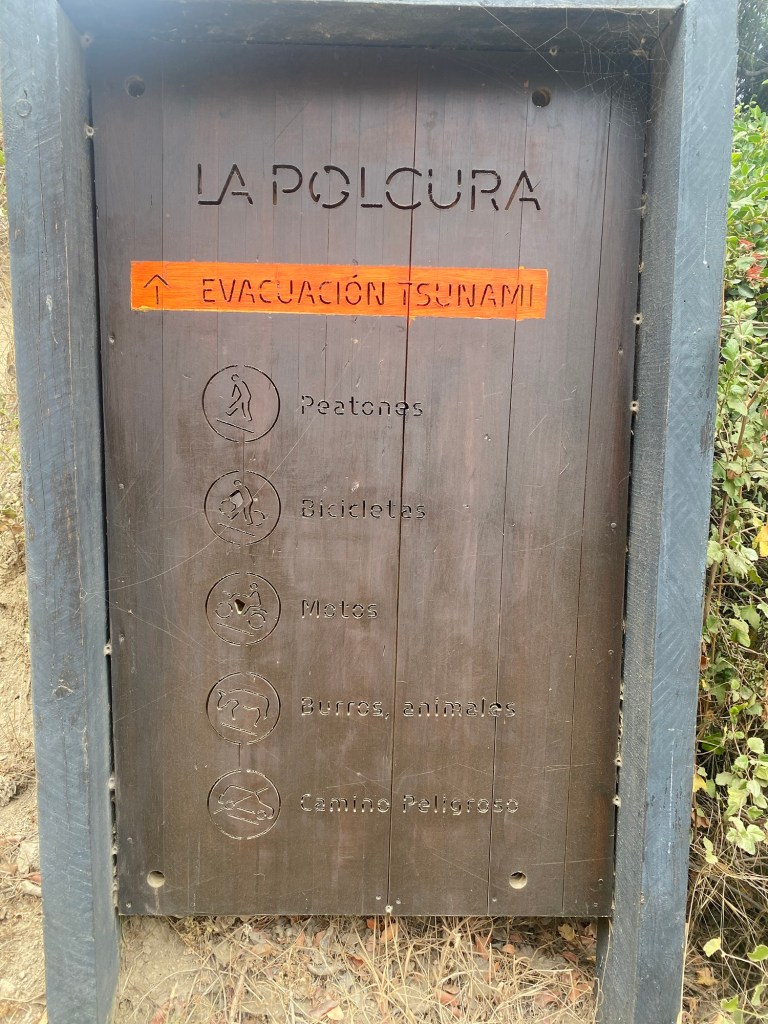 LA POLCURA
↑ EVACUACIÓN TSUNAMI
Peatones
Bicicletas
Motos
Burros, animales
Camino Peligroso